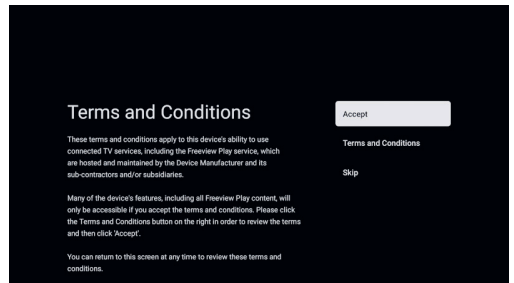 Terms and Conditions
These terms and conditions apply to this device's ability to use
connected TV services, including the Freeview Play service, which
are hosted and maintained by the Device Manufacturer and its
sub-contractors and/or subsidiaries.
Many of the device's features, including all Freeview Play content, will
only be accessible if you accept the terms and conditions. Please click
the Terms and Conditions button on the right in order to review the terms
and then click 'Accept'.
You can return to this screen at any time to review these terms and
conditions.
Accept
Terms and Conditions
Skip